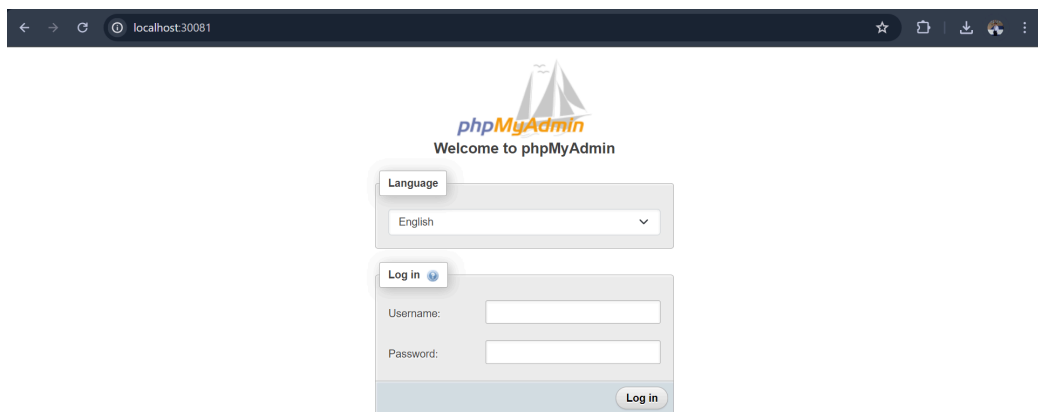 localhost:30081
phpMyAdmin
Welcome to phpMyAdmin
Language
English
Log in
Username:
Password:
Log in